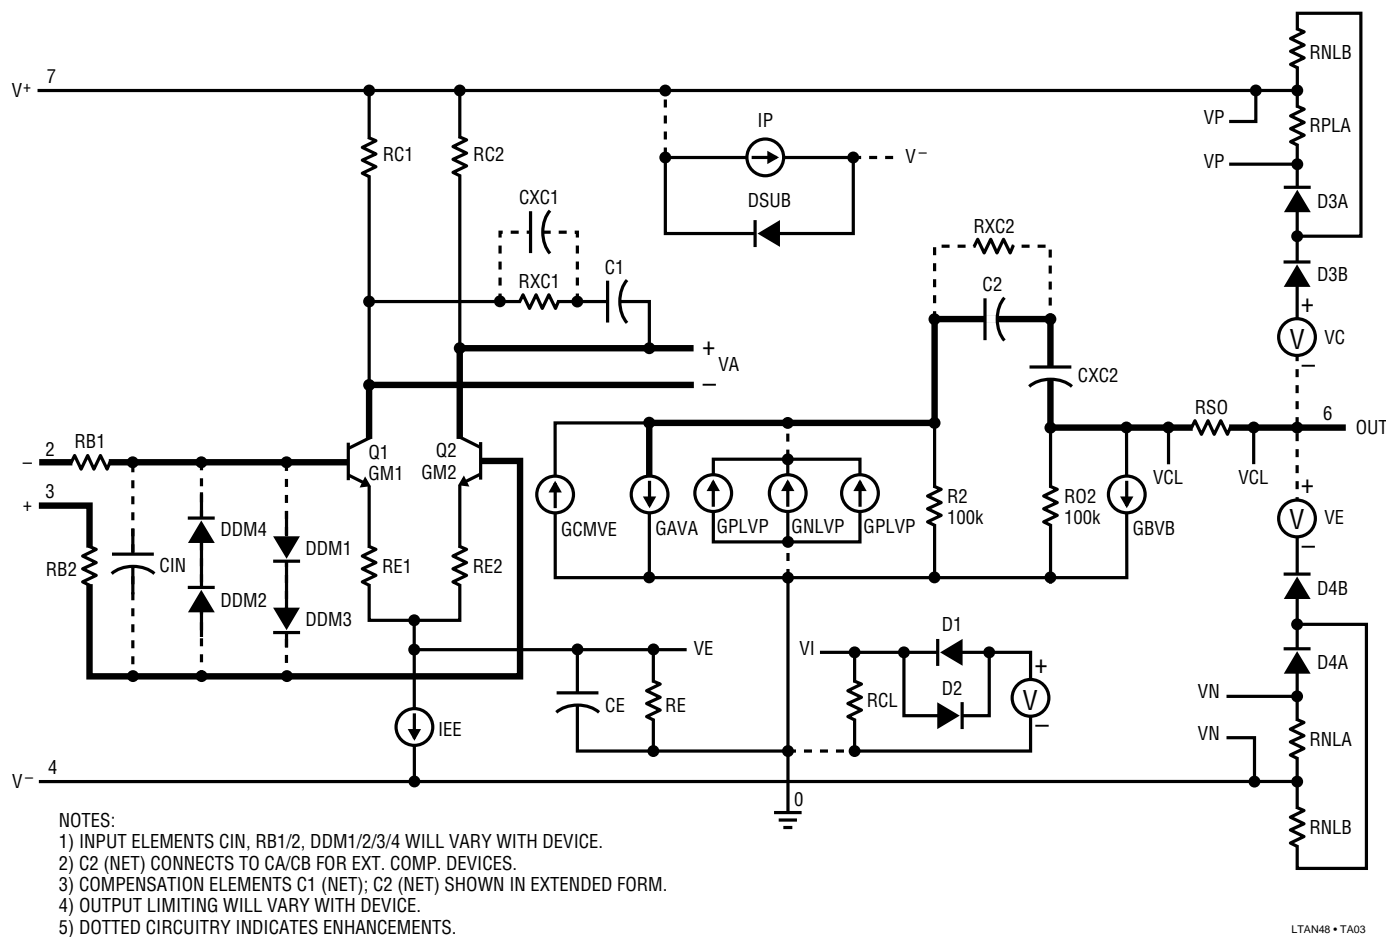 RNLB
7
V+
VP
RPLA
IP
RC1
RC2
VP
V−
CXC1
DSUB
D3A
RXC2
RXC1
C1
C2
D3B
+
V
VC
−
+
VA
−
CXC2
RSO
6
OUT
2
RB1
−
Q1
GM1
Q2
GM2
VCL
VCL
3
+
+
V
VE
−
GCMVE
GAVA
GPLVP
GNLVP
GPLVP
R2
100k
RO2
100k
GBVB
DDM4
DDM1
RB2
CIN
RE1
RE2
DDM2
DDM3
D4B
VE
VI
D1
D4A
+
V
−
D2
VN
CE
RE
RCL
IEE
VN
RNLA
V−
4
0
RNLB
NOTES:
1) INPUT ELEMENTS CIN, RB1/2, DDM1/2/3/4 WILL VARY WITH DEVICE.
2) C2 (NET) CONNECTS TO CA/CB FOR EXT. COMP. DEVICES.
3) COMPENSATION ELEMENTS C1 (NET); C2 (NET) SHOWN IN EXTENDED FORM.
4) OUTPUT LIMITING WILL VARY WITH DEVICE.
5) DOTTED CIRCUITRY INDICATES ENHANCEMENTS.
LTAN48 • TA03